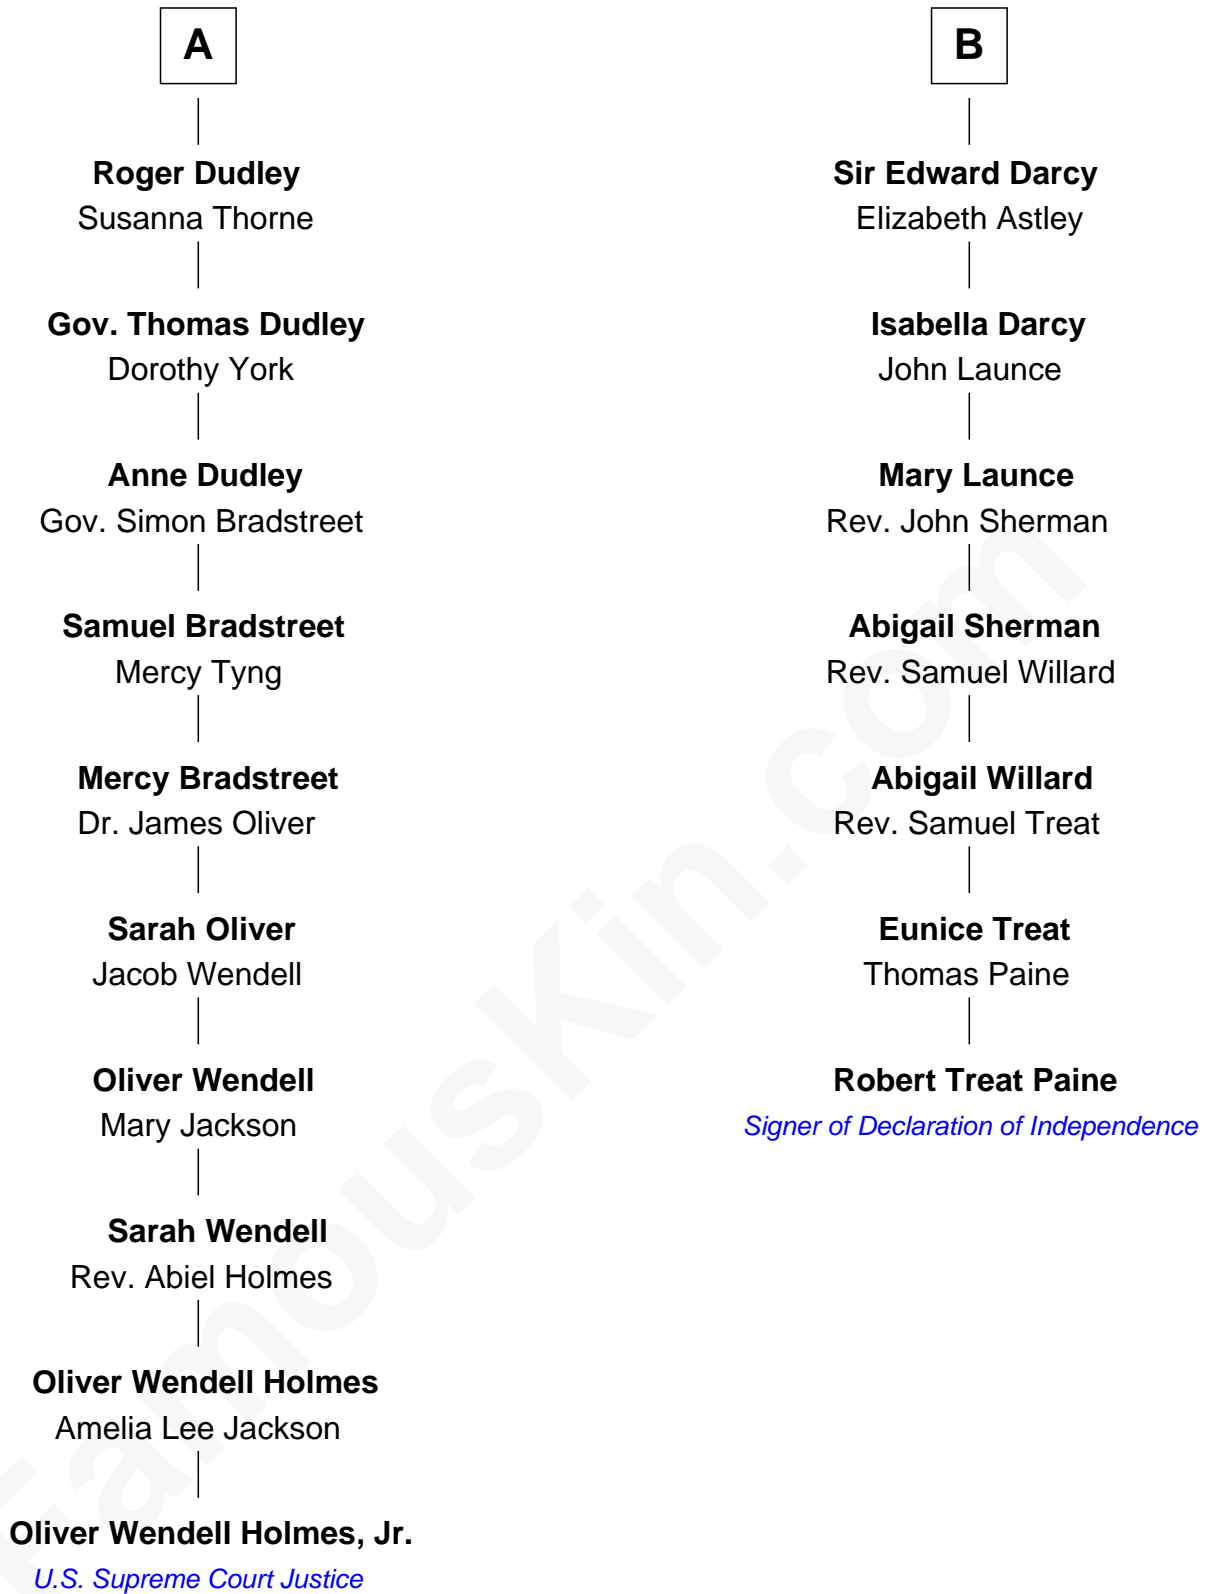 A
Roger Dudley
Susanna Thorne
Gov. Thomas Dudley
Dorothy York
Anne Dudley
Gov. Simon Bradstreet
Samuel Bradstreet
Mercy Tyng
Mercy Bradstreet
Dr. James Oliver
Sarah Oliver
Jacob Wendell
Oliver Wendell
Mary Jackson
Sarah Wendell
Rev. Abiel Holmes
Oliver Wendell Holmes
Amelia Lee Jackson
Oliver Wendell Holmes, Jr.
U.S. Supreme Court Justice
B
Sir Edward Darcy
Elizabeth Astley
Isabella Darcy
John Launce
Mary Launce
Rev. John Sherman
Abigail Sherman
Rev. Samuel Willard
Abigail Willard
Rev. Samuel Treat
Eunice Treat
Thomas Paine
Robert Treat Paine
Signer of Declaration of Independence
FamousKin.com